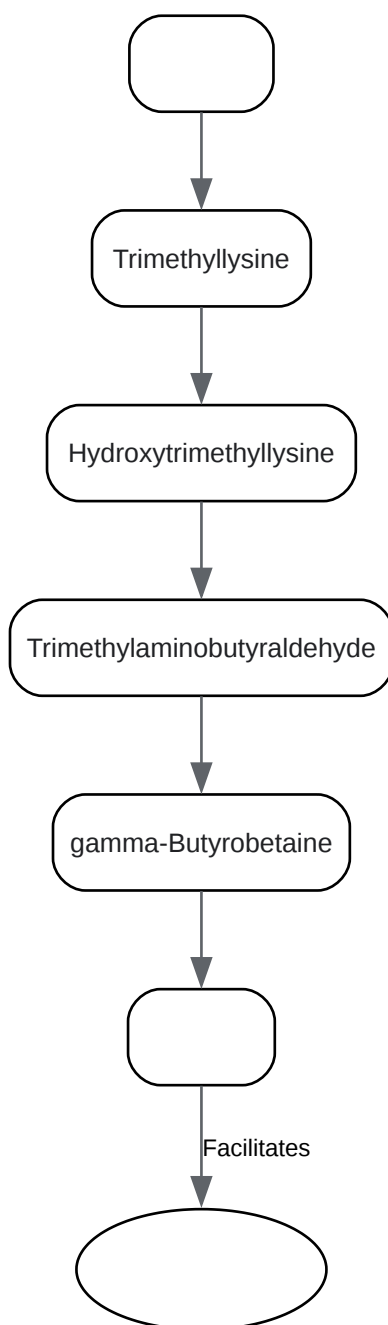 Trimethyllysine
Hydroxytrimethyllysine
Trimethylaminobutyraldehyde
gamma-Butyrobetaine
Facilitates